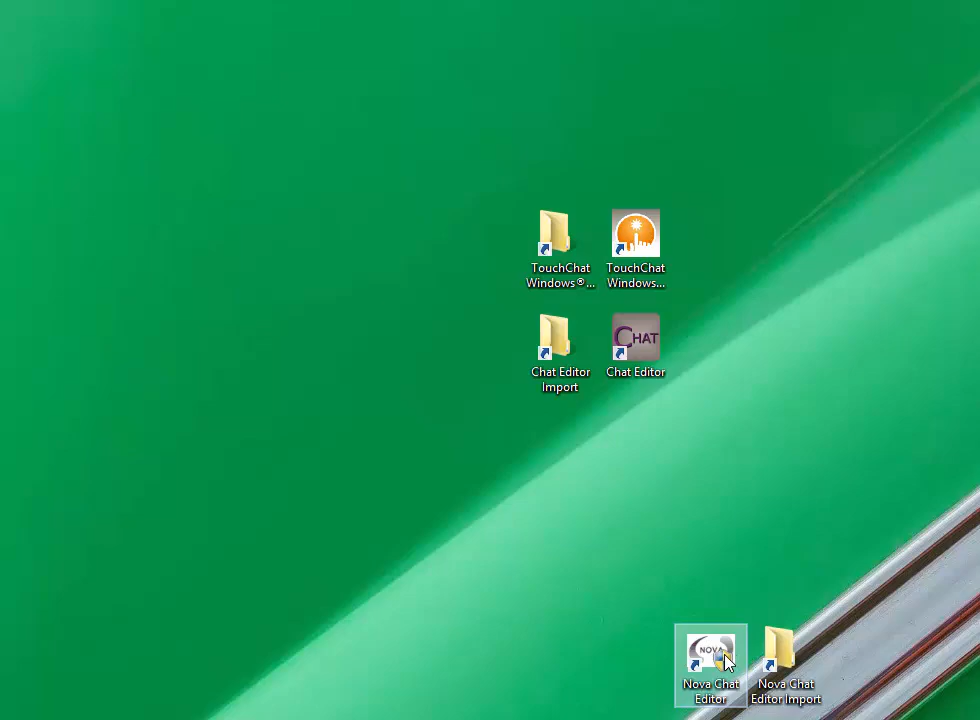 TouchChat
Windows®...
TouchChat
Windows...
CHAT
Chat Editor
Import
Chat Editor
NOVA
Nova Chat
Editor
Nova Chat
Editor Import